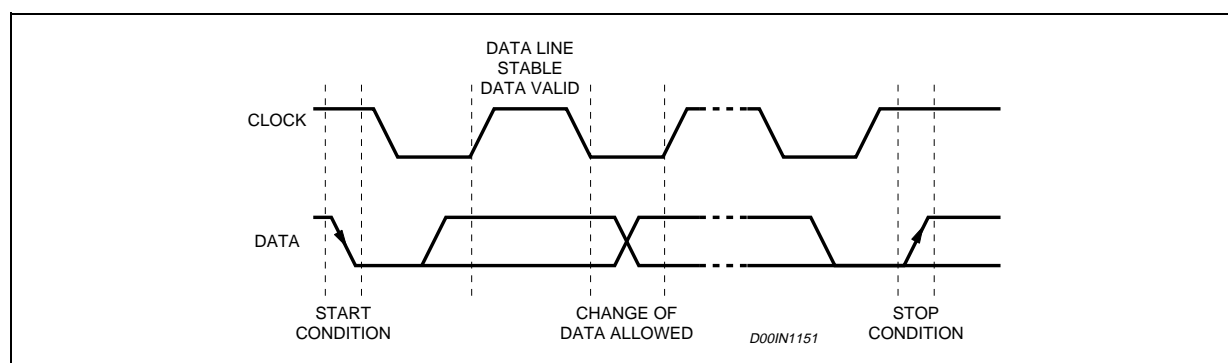 DATA LINE
STABLE
DATA VALID
CLOCK
DATA
START
CONDITION
CHANGE OF
DATA ALLOWED
STOP
CONDITION
D00IN1151